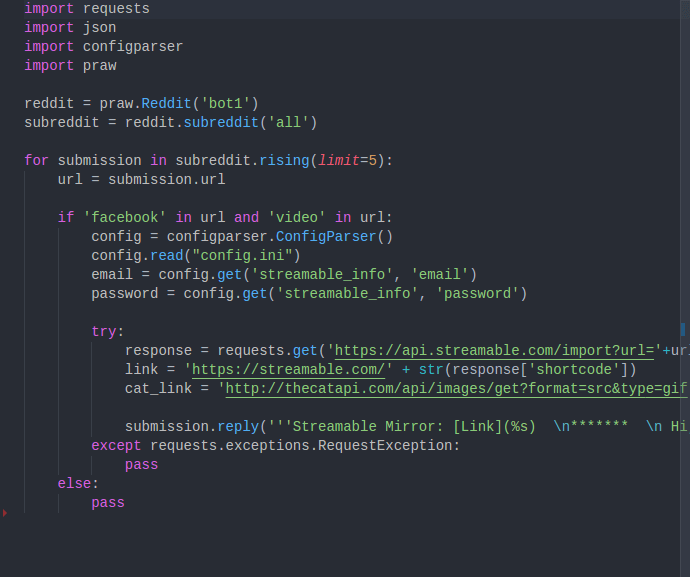 import requests
import json
import configparser
import praw

reddit = praw.Reddit('bot1')
subreddit = reddit.subreddit('all')

for submission in subreddit.rising(limit=5):
    url = submission.url

    if 'facebook' in url and 'video' in url:
        config = configparser.ConfigParser()
        config.read("config.ini")
        email = config.get('streamable_info', 'email')
        password = config.get('streamable_info', 'password')

        try:
            response = requests.get('https://api.streamable.com/import?url='+ur
            link = 'https://streamable.com/' + str(response['shortcode'])
            cat_link = 'http://thecatapi.com/api/images/get?format=src&type=gif

            submission.reply('''Streamable Mirror: [Link](%s)  \n*******  \n Hi
        except requests.exceptions.RequestException:
            pass
    else:
        pass